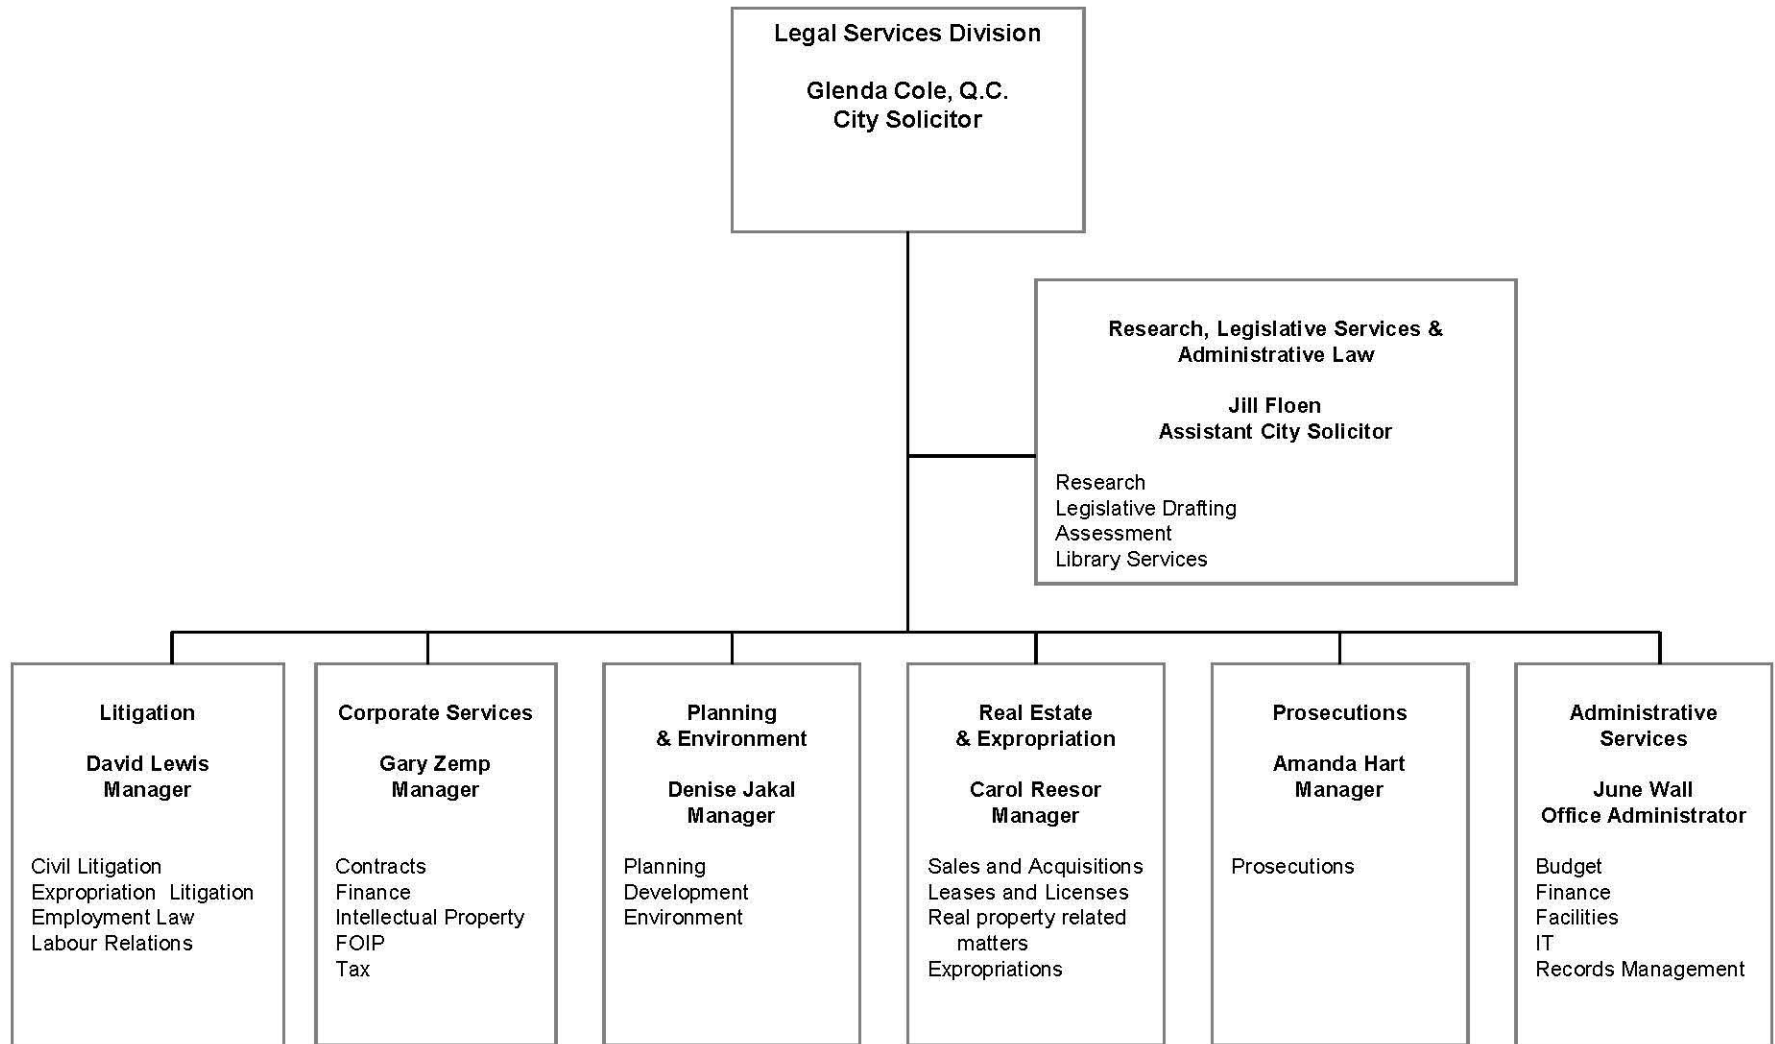 Legal Services Division
Glenda Cole, Q.C.
City Solicitor
Research, Legislative Services &
Administrative Law
Jill Floen
Assistant City Solicitor
Research
Legislative Drafting
Assessment
Library Services
Litigation
David Lewis
Manager
Civil Litigation
Expropriation Litigation
Employment Law
Labour Relations
Corporate Services
Gary Zemp
Manager
Contracts
Finance
Intellectual Property
FOIP
Tax
Planning
& Environment
Denise Jakal
Manager
Planning
Development
Environment
Real Estate
& Expropriation
Carol Reesor
Manager
Sales and Acquisitions
Leases and Licenses
Real property related
matters
Expropriations
Prosecutions
Amanda Hart
Manager
Prosecutions
Administrative
Services
June Wall
Office Administrator
Budget
Finance
Facilities
IT
Records Management